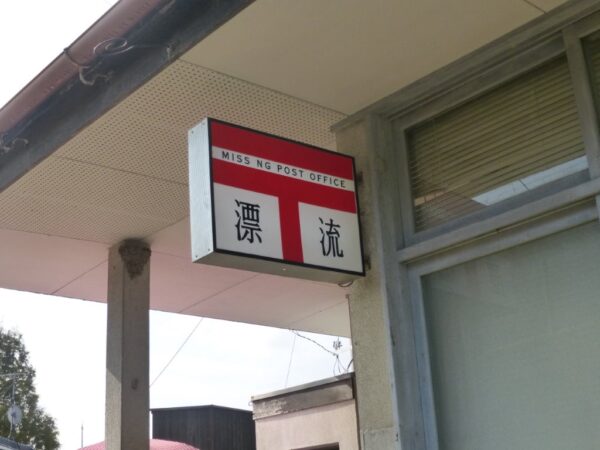 MISS NG POST OFFICE
漂 流